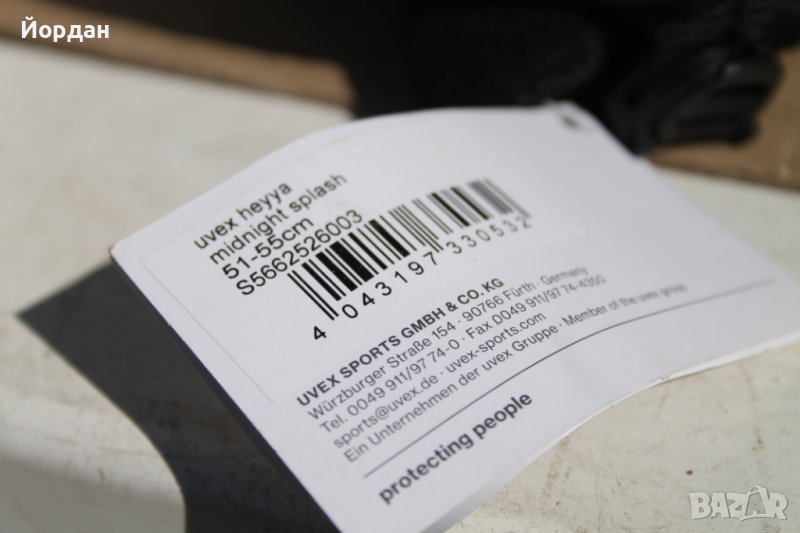 Йордан
uvex heyya
midnight splash
51-55cm
S5662526003
4 043197 330532
UVEX SPORTS GMBH & CO. KG
Würzburger Straße 154 · 90766 Fürth · Germany
Tel. 0049 911/97 74-0 · Fax 0049 911/97 74-4350
sports@uvex.de · uvex-sports.com
Ein Unternehmen der uvex Gruppe · Member of the uvex group
protecting people
BAZAR